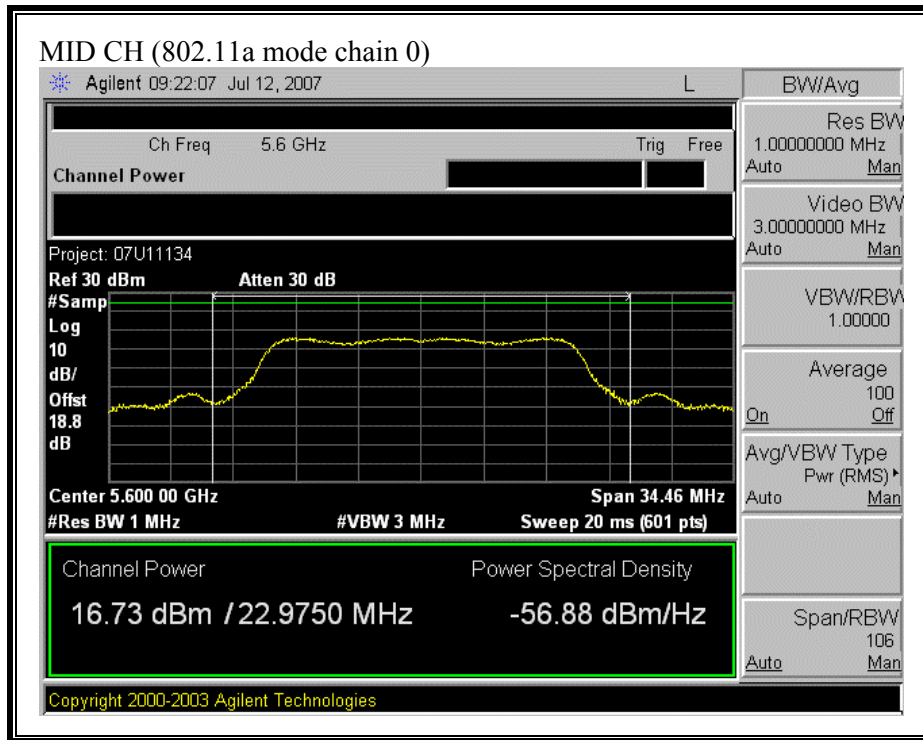 MID CH (802.11a mode chain 0)
Agilent 09:22:07 Jul 12, 2007 L
BW/Avg
Ch Freq 5.6 GHz Trig Free
Channel Power
Project: 07U11134
Ref 30 dBm Atten 30 dB
#Samp
Log
10
dB/
Offst
18.8
dB
Center 5.600 00 GHz Span 34.46 MHz
#Res BW 1 MHz #VBW 3 MHz Sweep 20 ms (601 pts)
Channel Power Power Spectral Density
16.73 dBm / 22.9750 MHz -56.88 dBm/Hz
Copyright 2000-2003 Agilent Technologies
Res BW
1.00000000 MHz
Auto Man
Video BW
3.00000000 MHz
Auto Man
VBW/RBW
1.00000
Average
100
On Off
Avg/VBW Type
Pwr (RMS)
Auto Man
Span/RBW
106
Auto Man